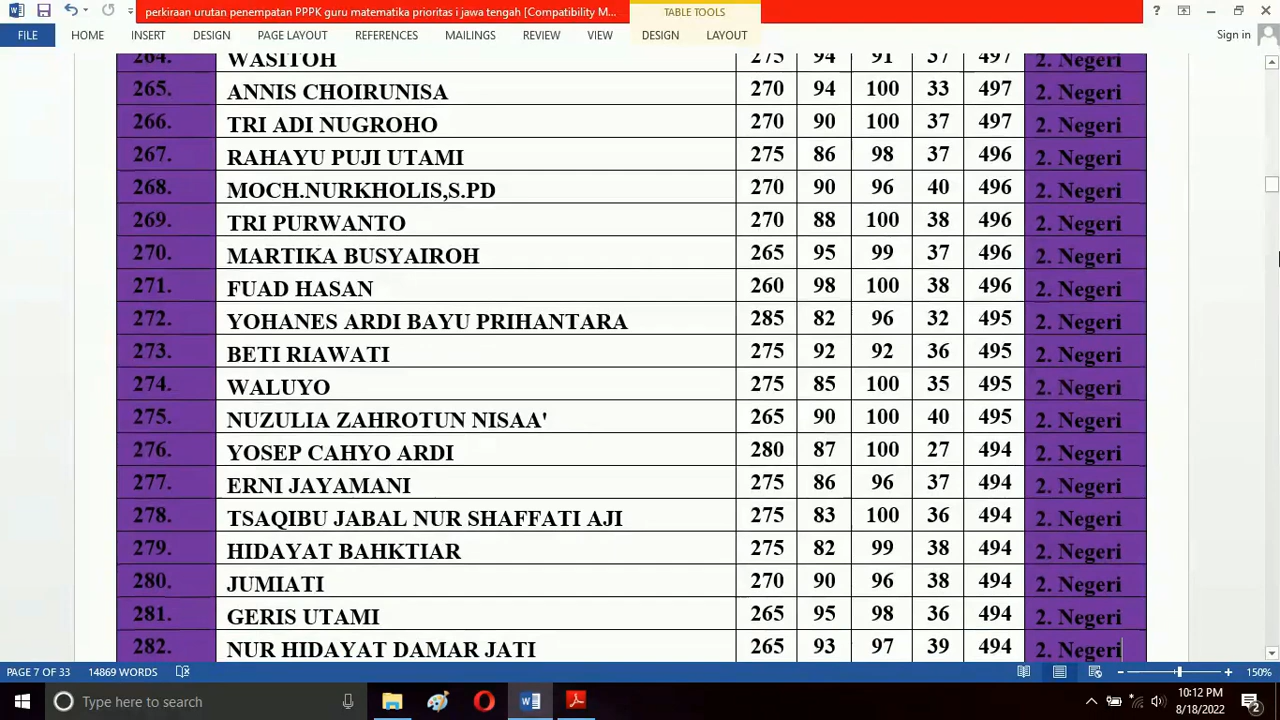 perkiraan urutan penempatan PPPK guru matematika prioritas i jawa tengah [Compatibility M... TABLE TOOLS ?
FILE HOME INSERT DESIGN PAGE LAYOUT REFERENCES MAILINGS REVIEW VIEW DESIGN LAYOUT Sign in
264. WASITOH 275 94 91 37 497 2. Negeri
265. ANNIS CHOIRUNISA 270 94 100 33 497 2. Negeri
266. TRI ADI NUGROHO 270 90 100 37 497 2. Negeri
267. RAHAYU PUJI UTAMI 275 86 98 37 496 2. Negeri
268. MOCH.NURKHOLIS,S.PD 270 90 96 40 496 2. Negeri
269. TRI PURWANTO 270 88 100 38 496 2. Negeri
270. MARTIKA BUSYAIROH 265 95 99 37 496 2. Negeri
271. FUAD HASAN 260 98 100 38 496 2. Negeri
272. YOHANES ARDI BAYU PRIHANTARA 285 82 96 32 495 2. Negeri
273. BETI RIAWATI 275 92 92 36 495 2. Negeri
274. WALUYO 275 85 100 35 495 2. Negeri
275. NUZULIA ZAHROTUN NISAA' 265 90 100 40 495 2. Negeri
276. YOSEP CAHYO ARDI 280 87 100 27 494 2. Negeri
277. ERNI JAYAMANI 275 86 96 37 494 2. Negeri
278. TSAQIBU JABAL NUR SHAFFATI AJI 275 83 100 36 494 2. Negeri
279. HIDAYAT BAHKTIAR 275 82 99 38 494 2. Negeri
280. JUMIATI 270 90 96 38 494 2. Negeri
281. GERIS UTAMI 265 95 98 36 494 2. Negeri
282. NUR HIDAYAT DAMAR JATI 265 93 97 39 494 2. Negeri
PAGE 7 OF 33 14869 WORDS 150%
Type here to search 10:12 PM
8/18/2022 2